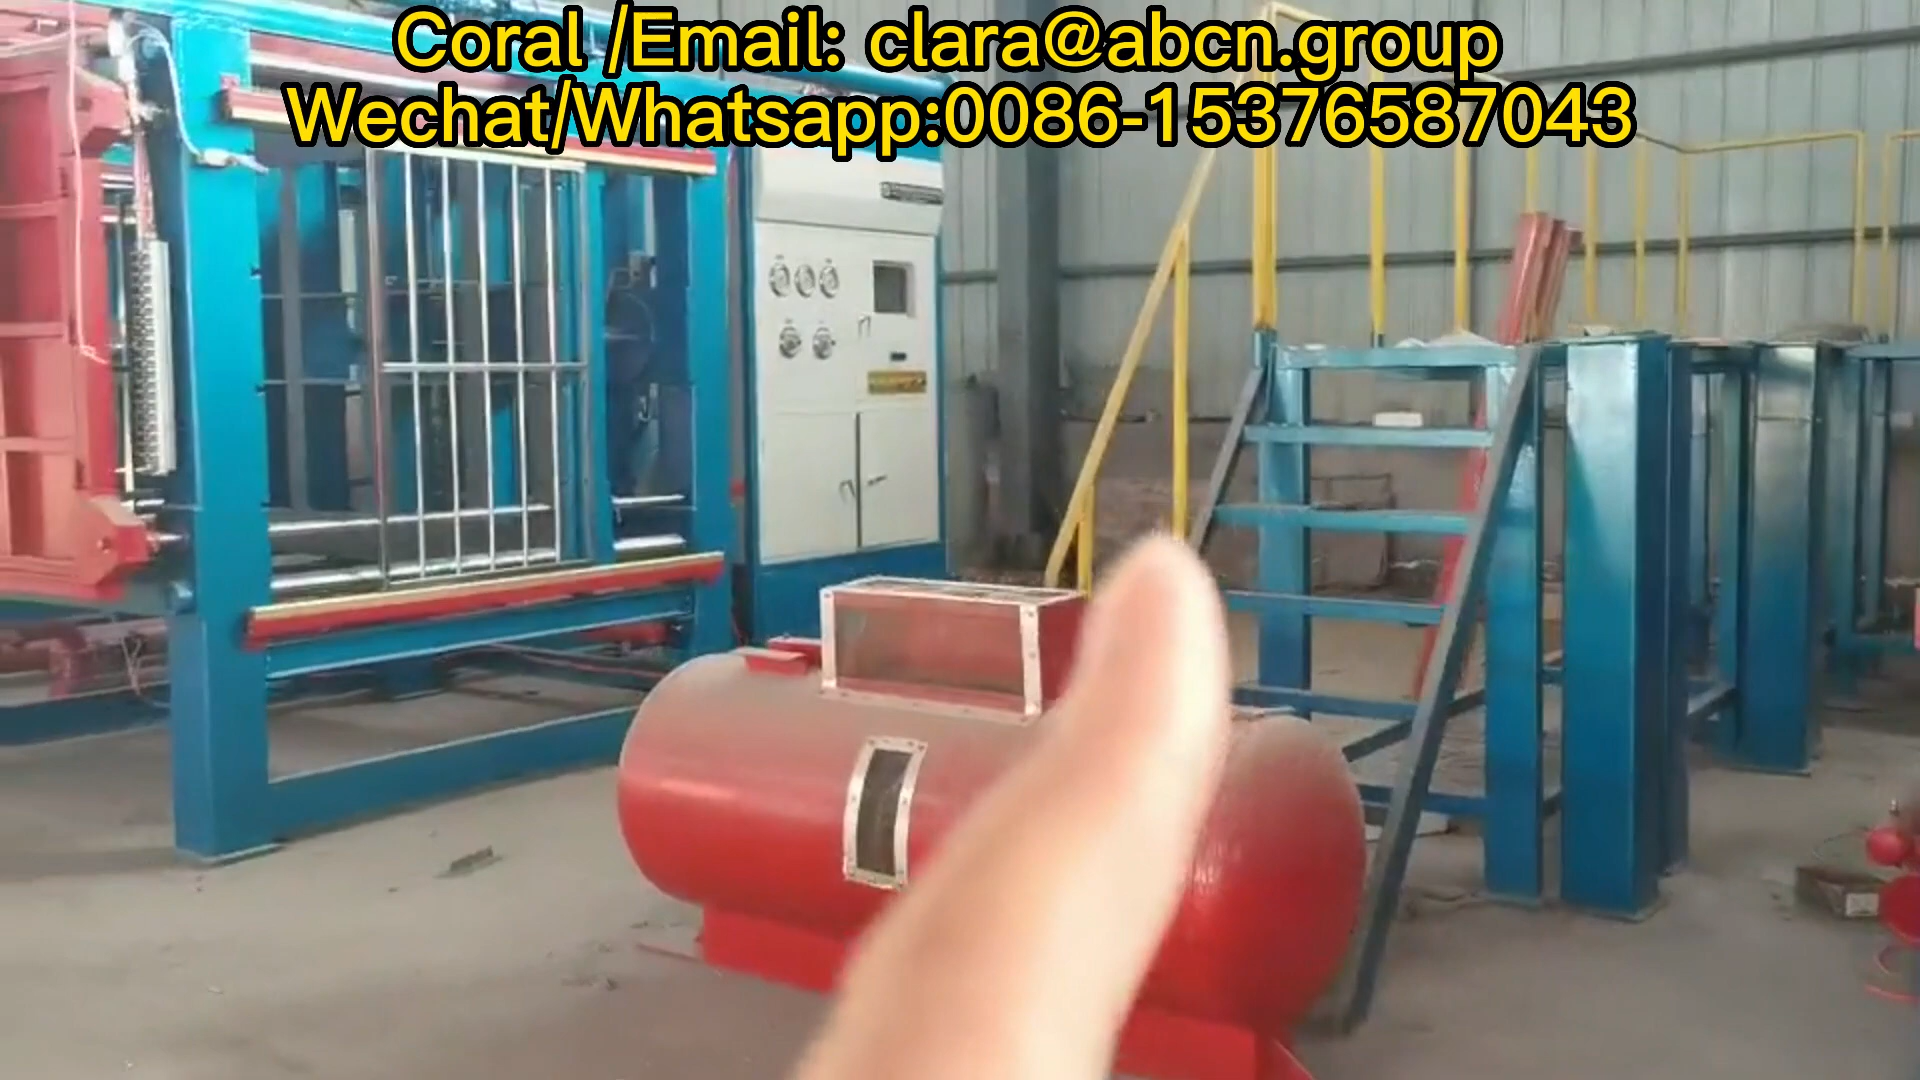 Coral /Email: clara@abcn.group
Wechat/Whatsapp:0086-15376587043